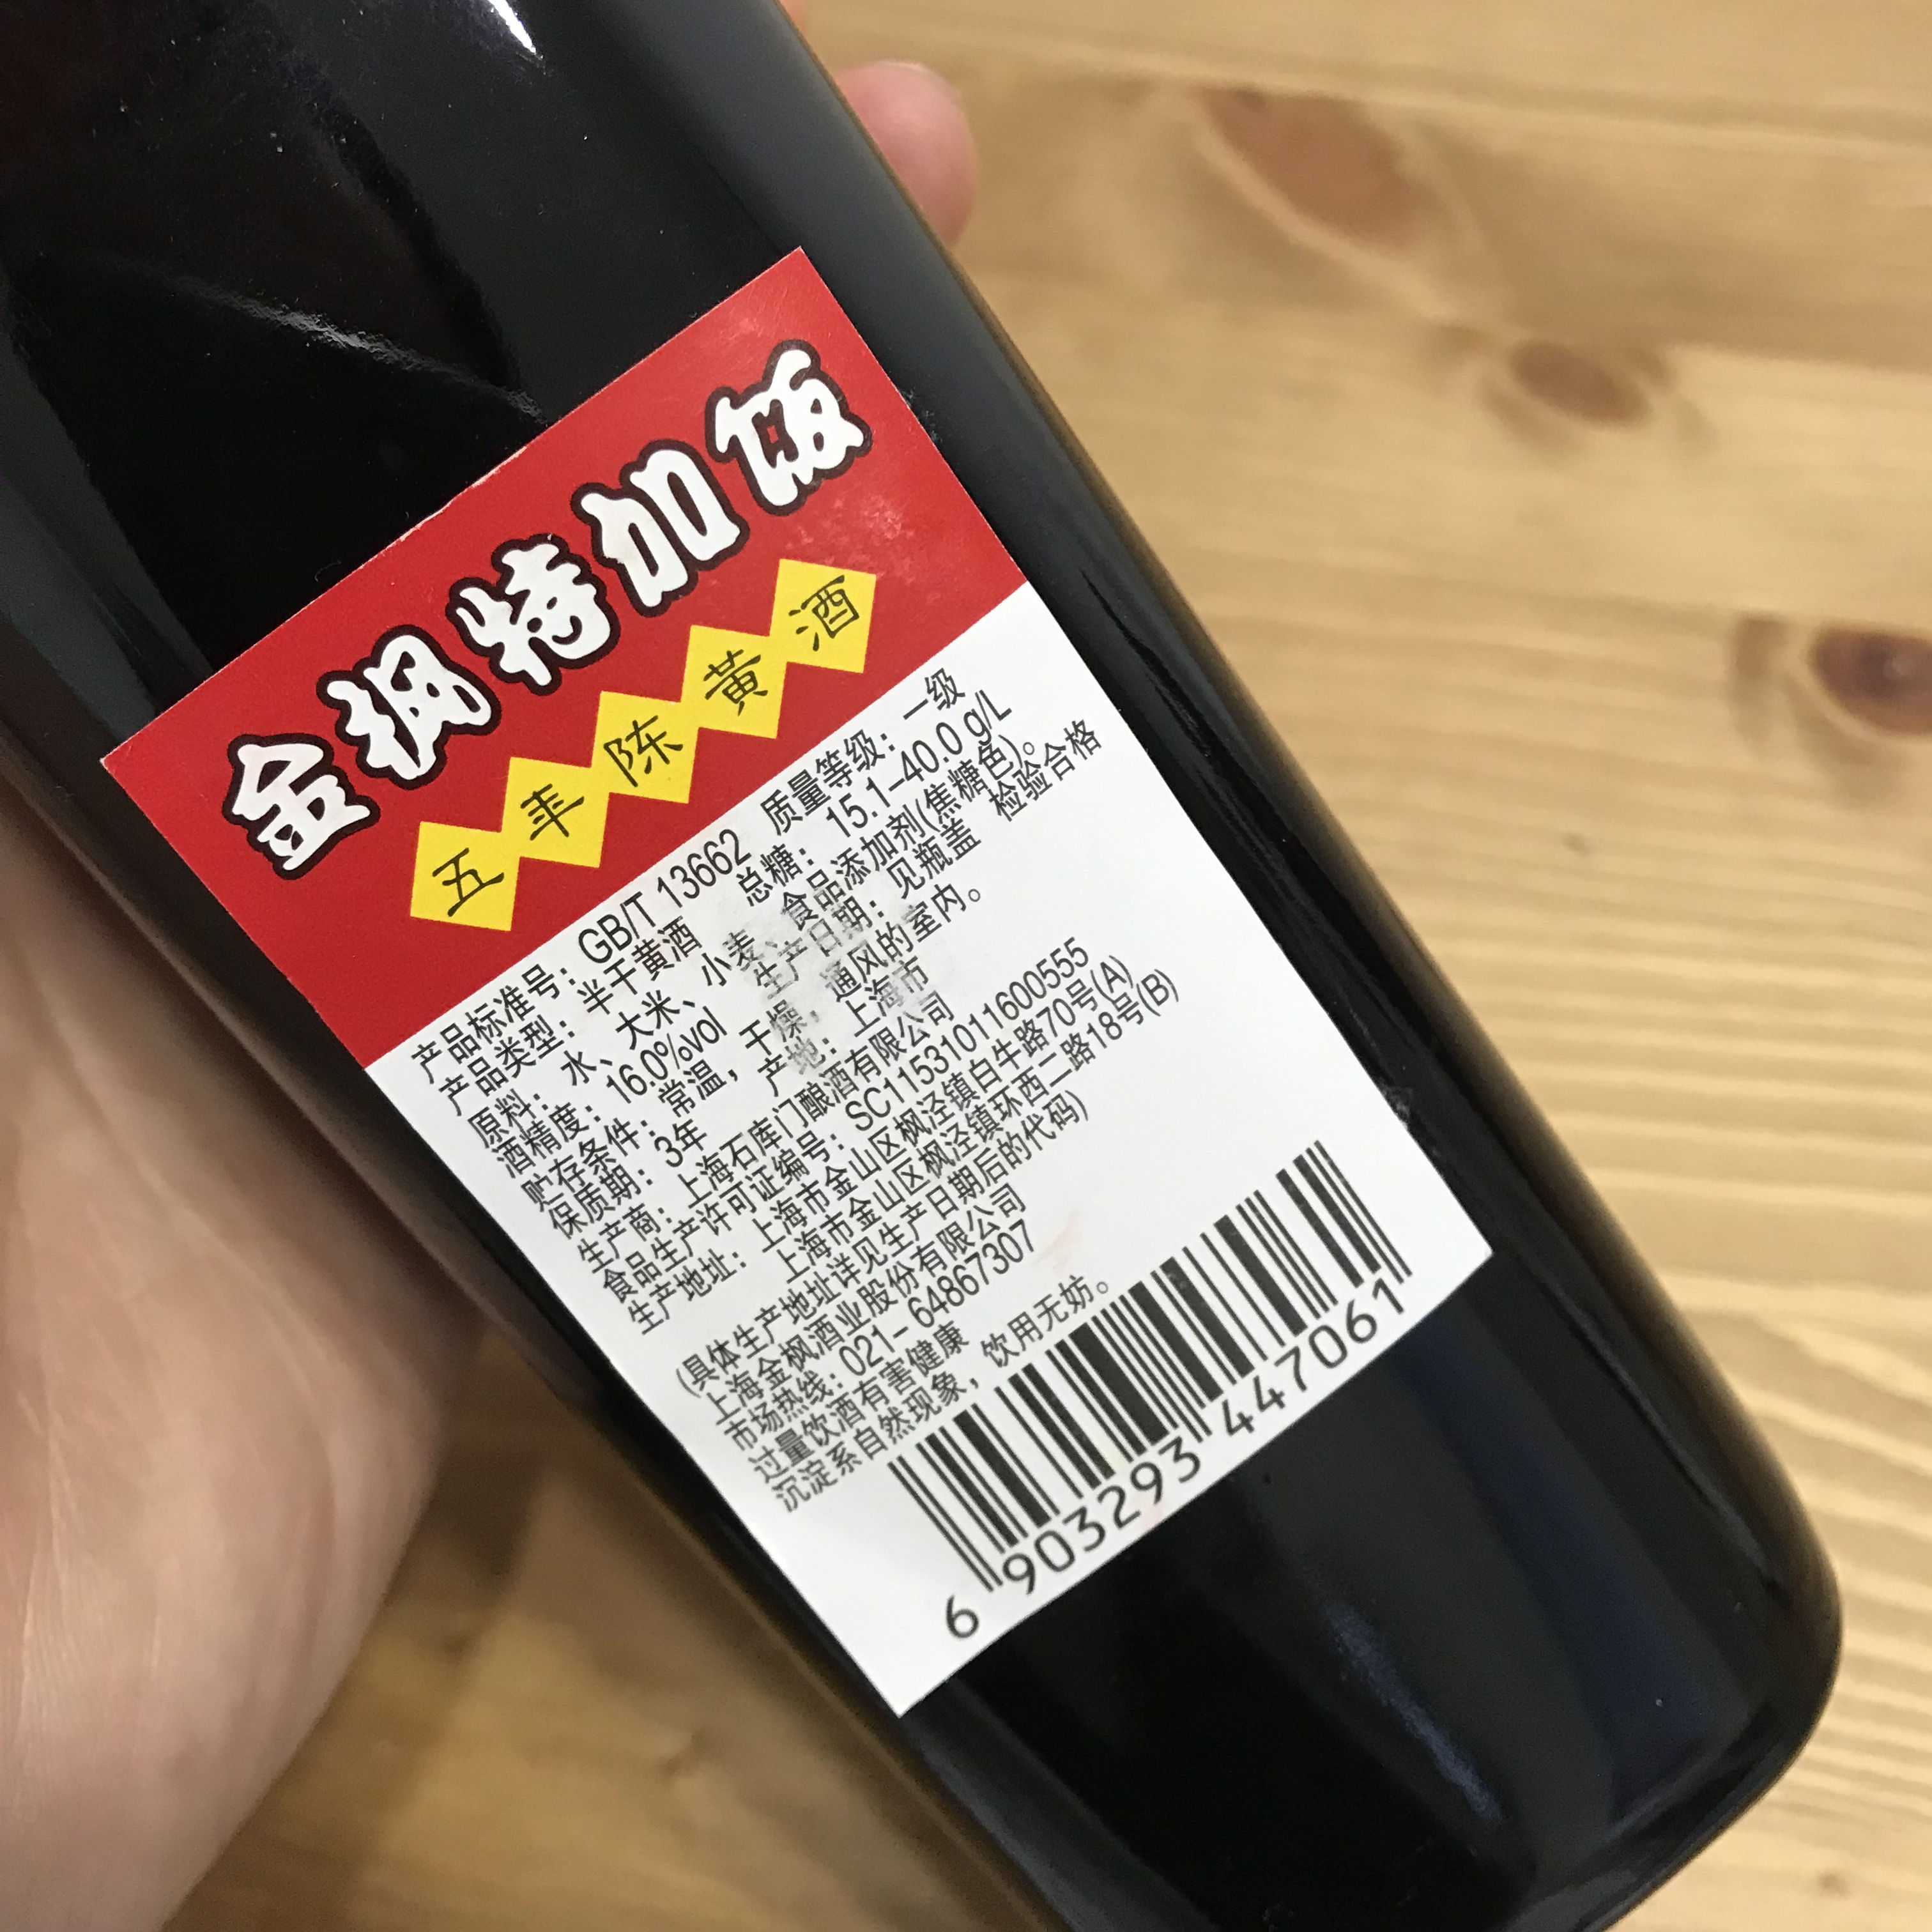 金枫特加饭
五年陈黄酒
产品标准号：GB/T 13662 质量等级：一级
产品类型：半干黄酒 总糖：15.1-40.0 g/L
原料：水、大米、小麦、食品添加剂(焦糖色)。
酒精度：16.0%vol 生产日期：见瓶盖 检验合格
贮存条件：常温，干燥，通风的室内。
保质期：3年 产地：上海市
生产商：上海石库门酿酒有限公司
食品生产许可证编号：SC11531011600555
生产地址：上海市金山区枫泾镇白牛路70号(A)
上海市金山区枫泾镇环西二路18号(B)
(具体生产地址详见生产日期后的代码)
上海金枫酒业股份有限公司
市场热线：021-64867307
过量饮酒有害健康
沉淀系自然现象，饮用无妨。
6 903293 447061